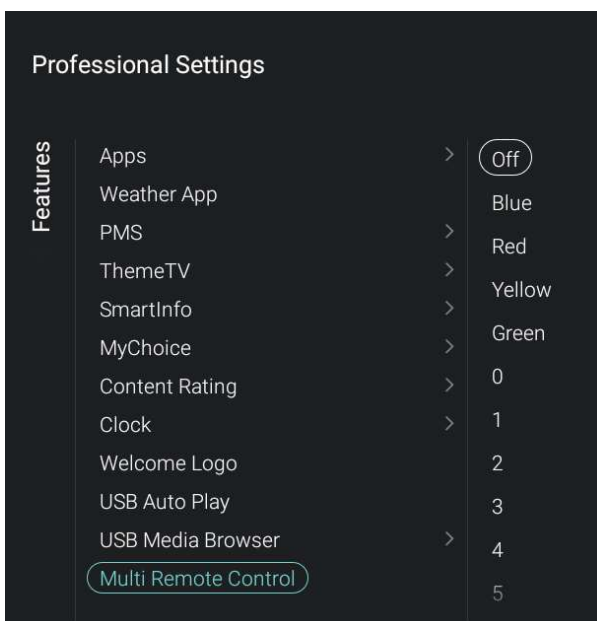 Professional Settings
Features
Apps
Weather App
PMS
ThemeTV
SmartInfo
MyChoice
Content Rating
Clock
Welcome Logo
USB Auto Play
USB Media Browser
Multi Remote Control
Off
Blue
Red
Yellow
Green
0
1
2
3
4
5